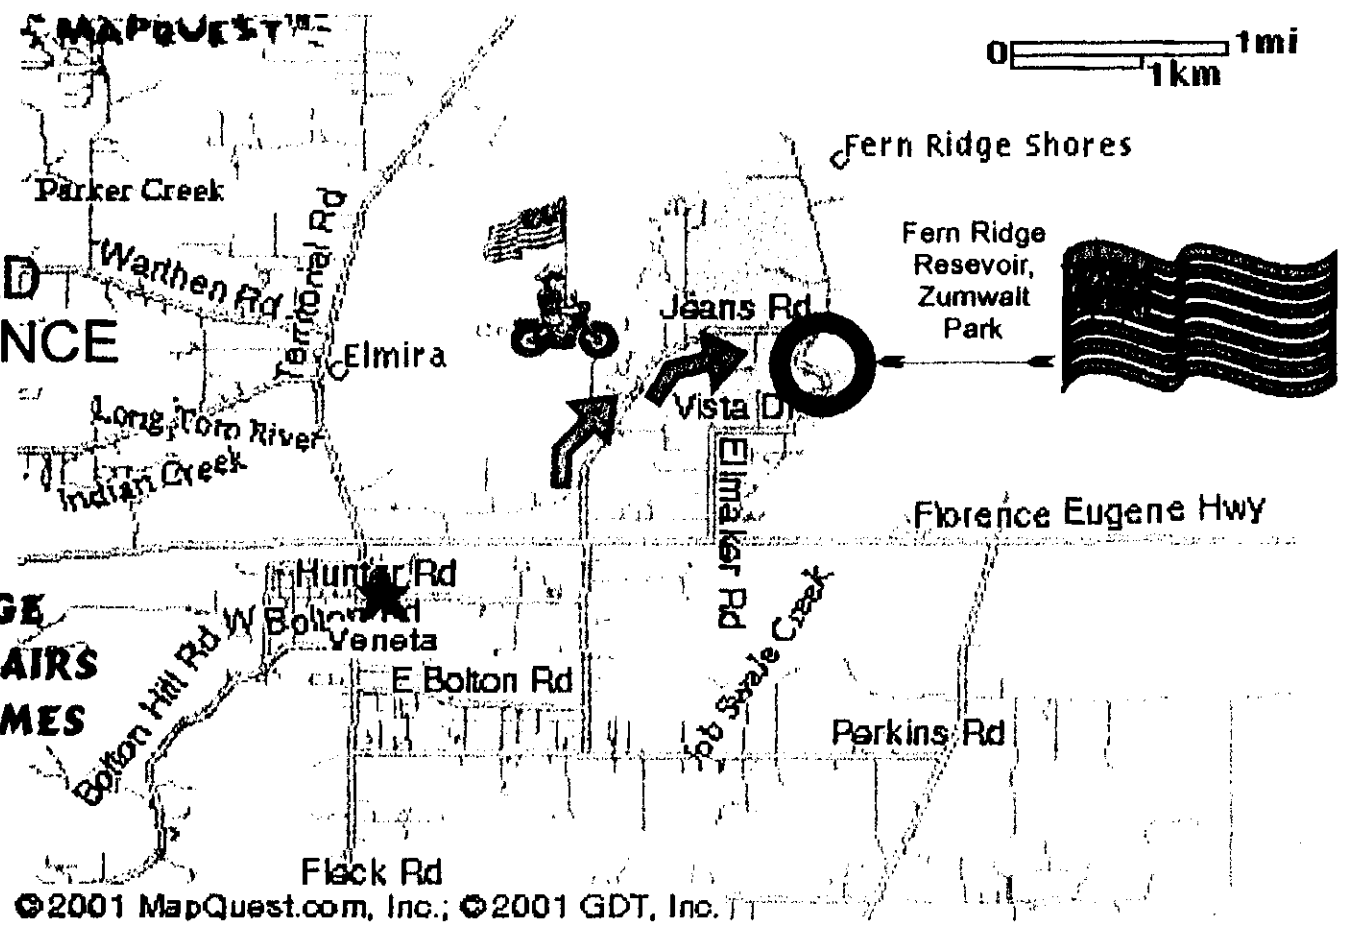 MAPQUEST
0 1mi
1km
Fern Ridge Shores
Parker Creek
Fern Ridge
Resevoir,
Zumwalt
Park
Warthen Rd
Territorial Rd
D
NCE
Jeans Rd
Elmira
Vista Dr
Long Tom River
Indian Creek
Elmaker Rd
Florence Eugene Hwy
Hunter Rd
GE
W Bolton Rd
Veneta
AIRS
E Bolton Rd
MES
Bolton Hill Rd
Perkins Rd
Fleck Rd
©2001 MapQuest.com, Inc.; ©2001 GDT, Inc.